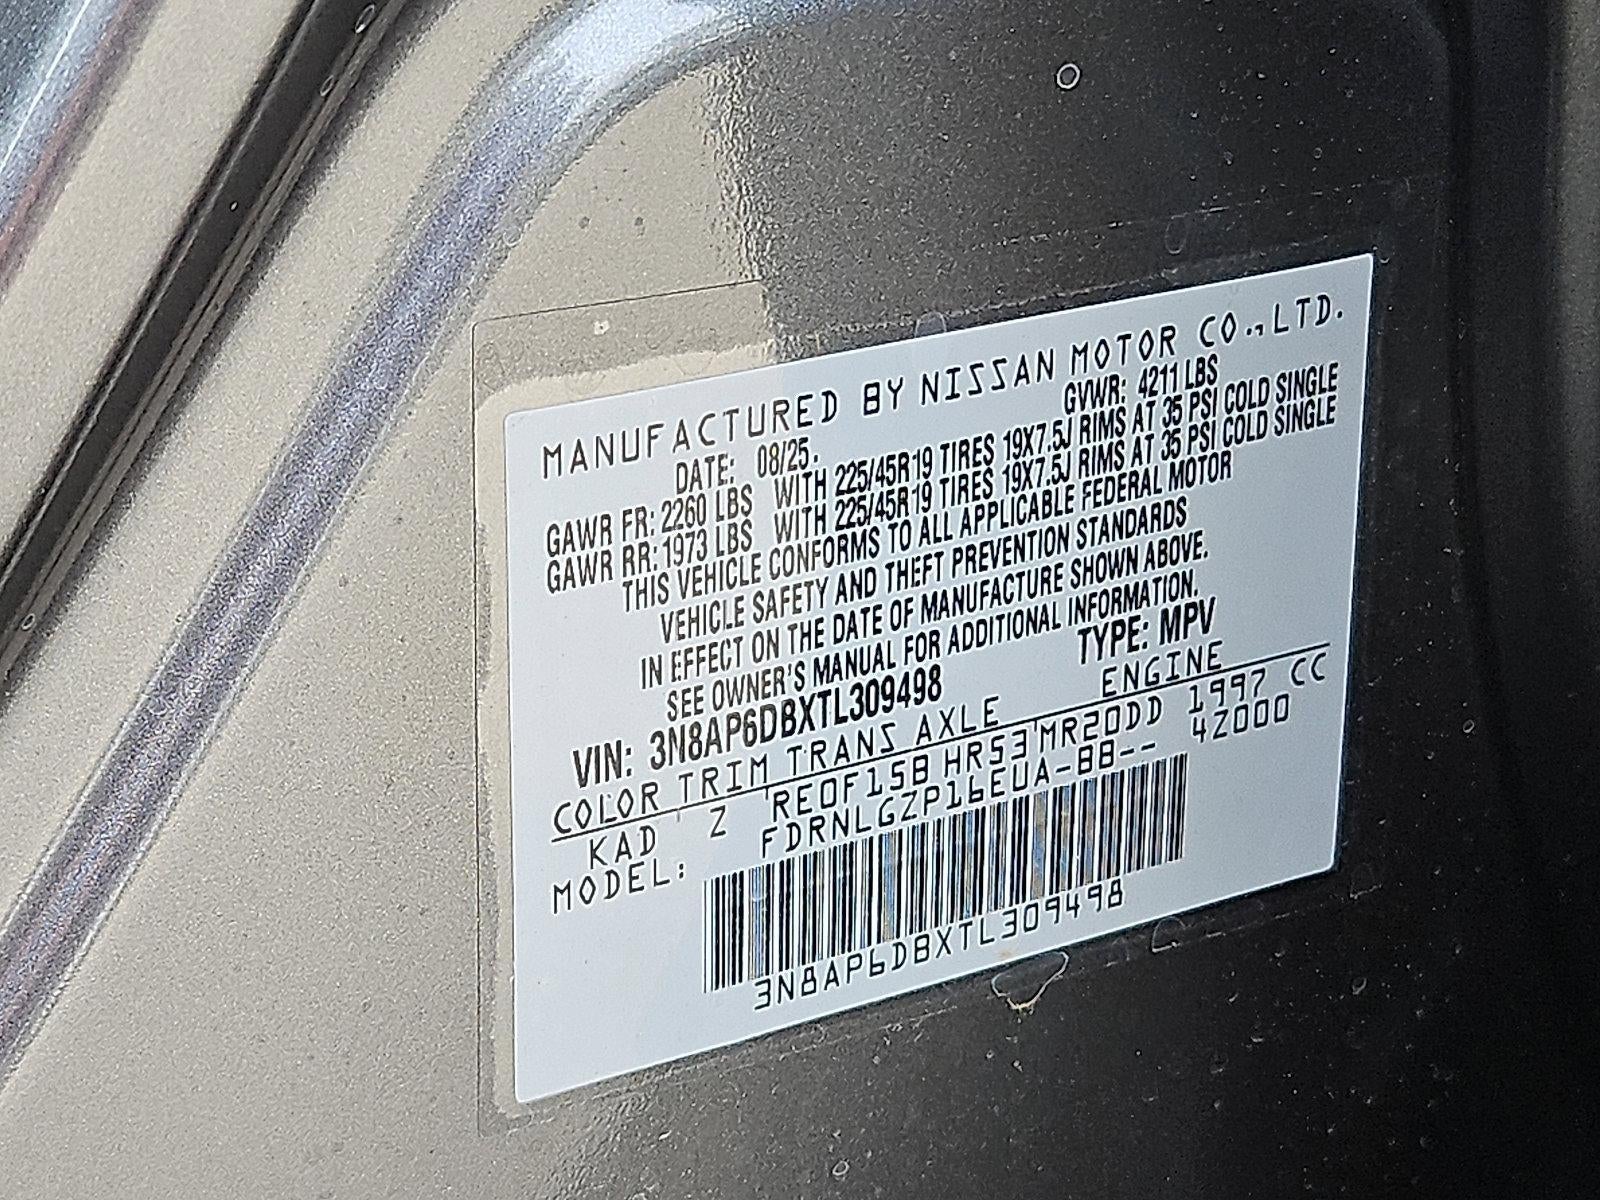 MANUFACTURED BY NISSAN MOTOR CO.,LTD.
DATE: 08/25. GVWR: 4211 LBS
GAWR FR: 2260 LBS WITH 225/45R19 TIRES 19X7.5J RIMS AT 35 PSI COLD SINGLE
GAWR RR: 1973 LBS WITH 225/45R19 TIRES 19X7.5J RIMS AT 35 PSI COLD SINGLE
THIS VEHICLE CONFORMS TO ALL APPLICABLE FEDERAL MOTOR
VEHICLE SAFETY AND THEFT PREVENTION STANDARDS
IN EFFECT ON THE DATE OF MANUFACTURE SHOWN ABOVE.
SEE OWNER'S MANUAL FOR ADDITIONAL INFORMATION.
VIN: 3N8AP6DBXTL309498 TYPE: MPV
COLOR TRIM TRANS AXLE ENGINE
KAD Z RE0F15B HR53 MR20DD 1997 CC
MODEL: FDRNLGZP16EUA-BB-- 4Z000
3N8AP6DBXTL309498